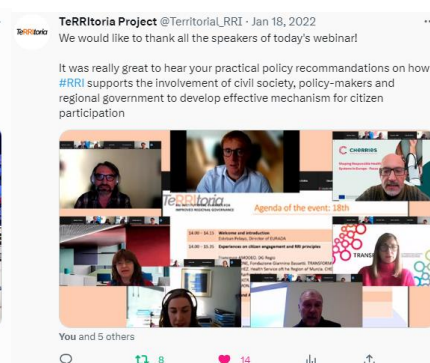 TeRRItoria
TeRRItoria Project @Territorial_RRI · Jan 18, 2022
We would like to thank all the speakers of today's webinar!
It was really great to hear your practical policy recommandations on how
#RRI supports the involvement of civil society, policy-makers and
regional government to develop effective mechanism for citizen
participation
CHERRIES
TeRRItoria
Agenda of the event: 18th
Welcome and introduction
Experiences on citizen engagement and RRI principles
TRANSF
You and 5 others
8
14